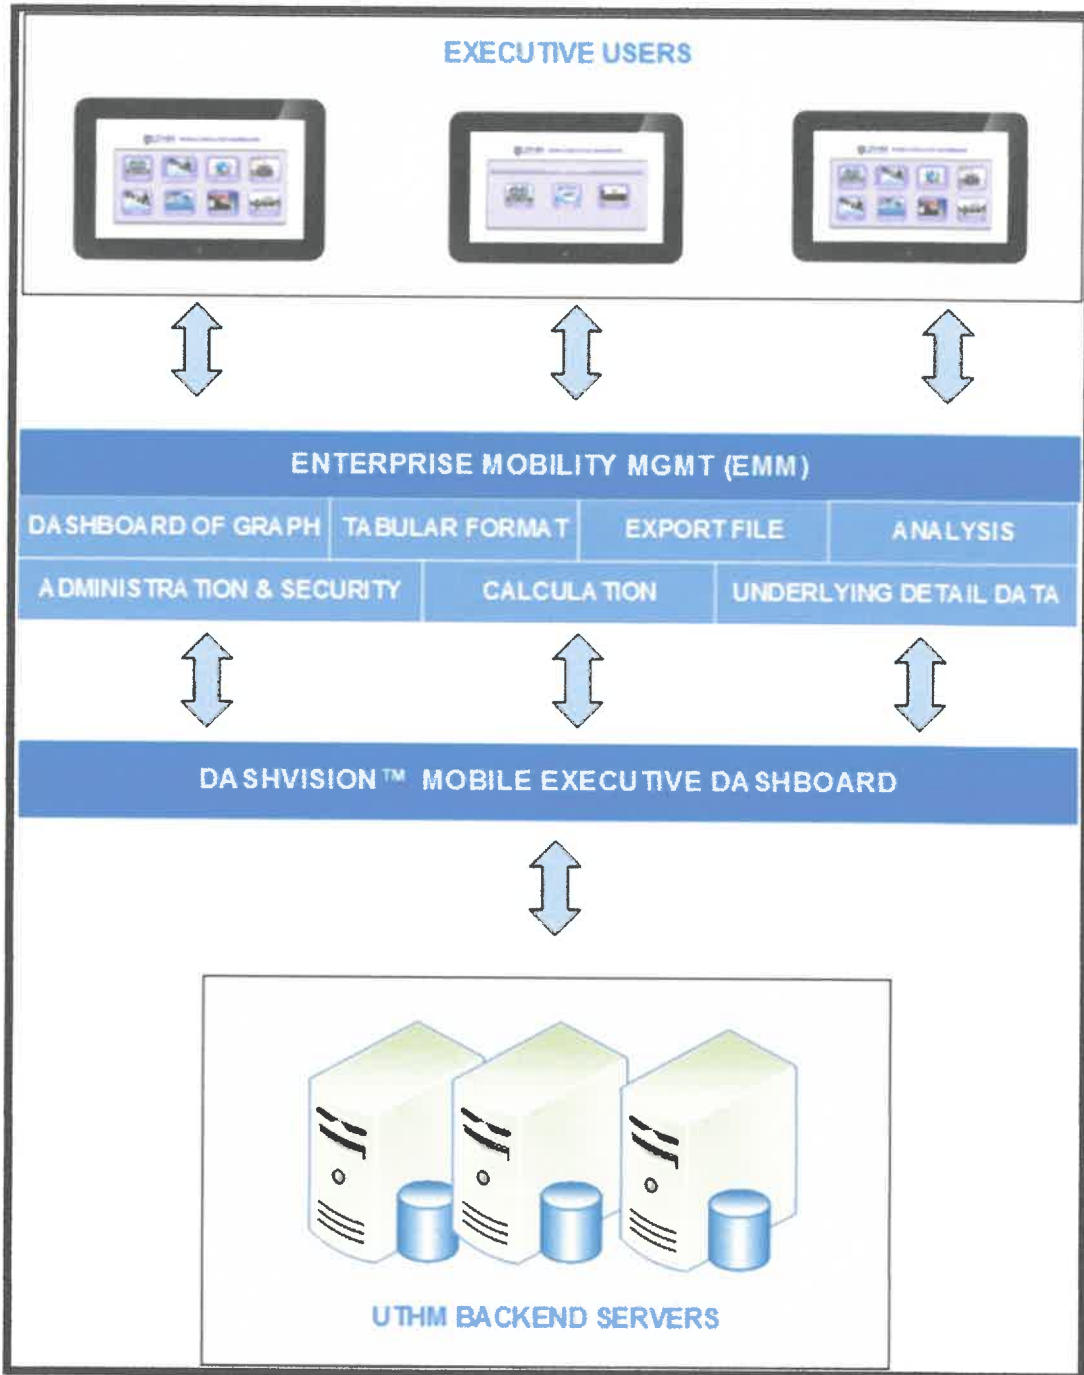 EXECUTIVE USERS
ENTERPRISE MOBILITY MGMT (EMM)
DASHBOARD OF GRAPH TABULAR FORMAT EXPORT FILE ANALYSIS
ADMINISTRATION & SECURITY CALCULATION UNDERLYING DETAIL DATA
DASHVISION™ MOBILE EXECUTIVE DASHBOARD
UTHM BACKEND SERVERS